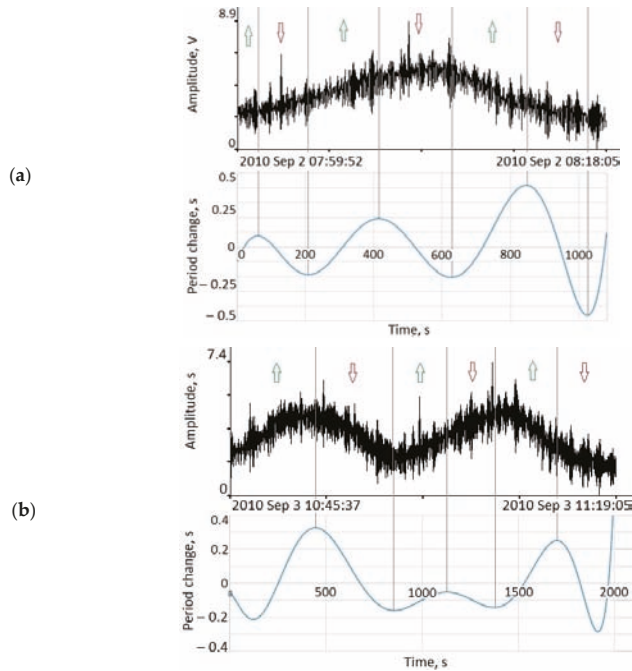 (a)
Amplitude, V
8.9
0
2010 Sep 2 07:59:52 2010 Sep 2 08:18:05
Period change, s
0.5
0.25
0
– 0.25
– 0.5
0 200 400 600 800 1000
Time, s
(b)
Amplitude, s
7.4
0
2010 Sep 3 10:45:37 2010 Sep 3 11:19:05
Period change, s
0.4
0.2
0
– 0.2
– 0.4
0 500 1000 1500 2000
Time, s